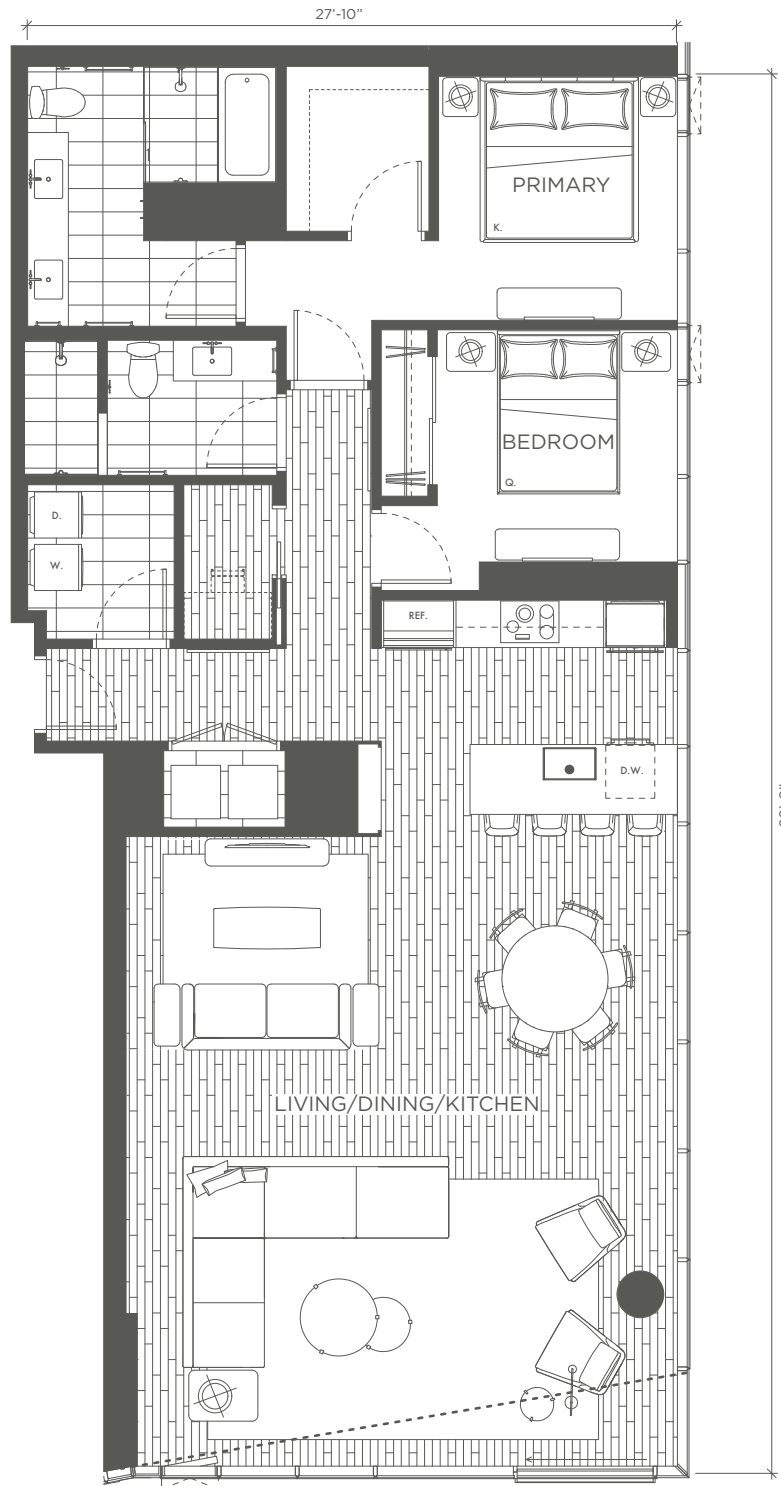 27'-10"
PRIMARY
K.
BEDROOM
Q.
D.
W.
REF.
D.W.
LIVING/DINING/KITCHEN